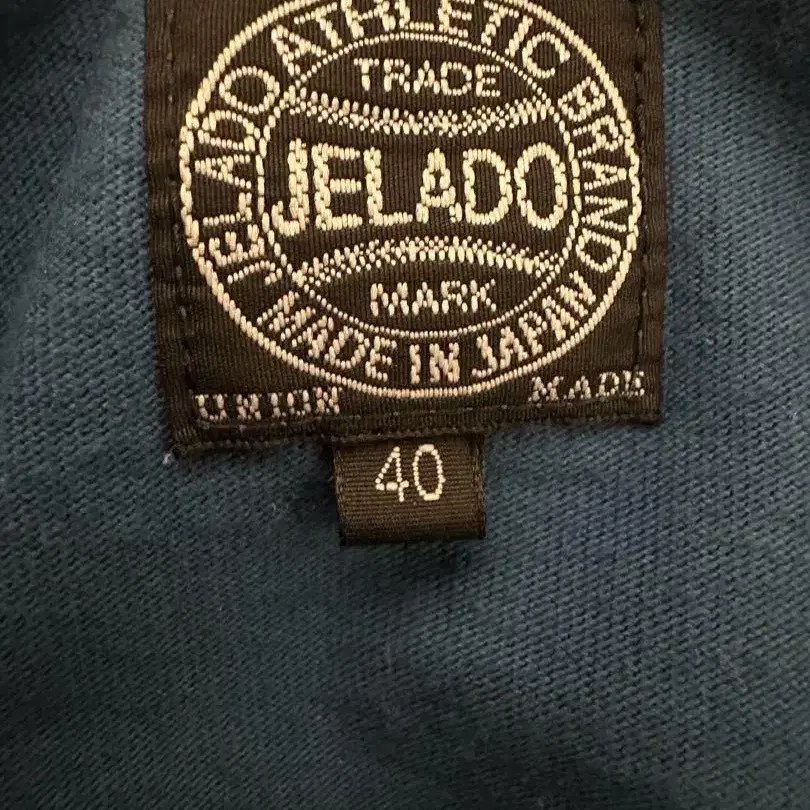 JELADO ATHLETIC BRAND
TRADE
JELADO
MARK
MADE IN JAPAN
UNION MADE
40